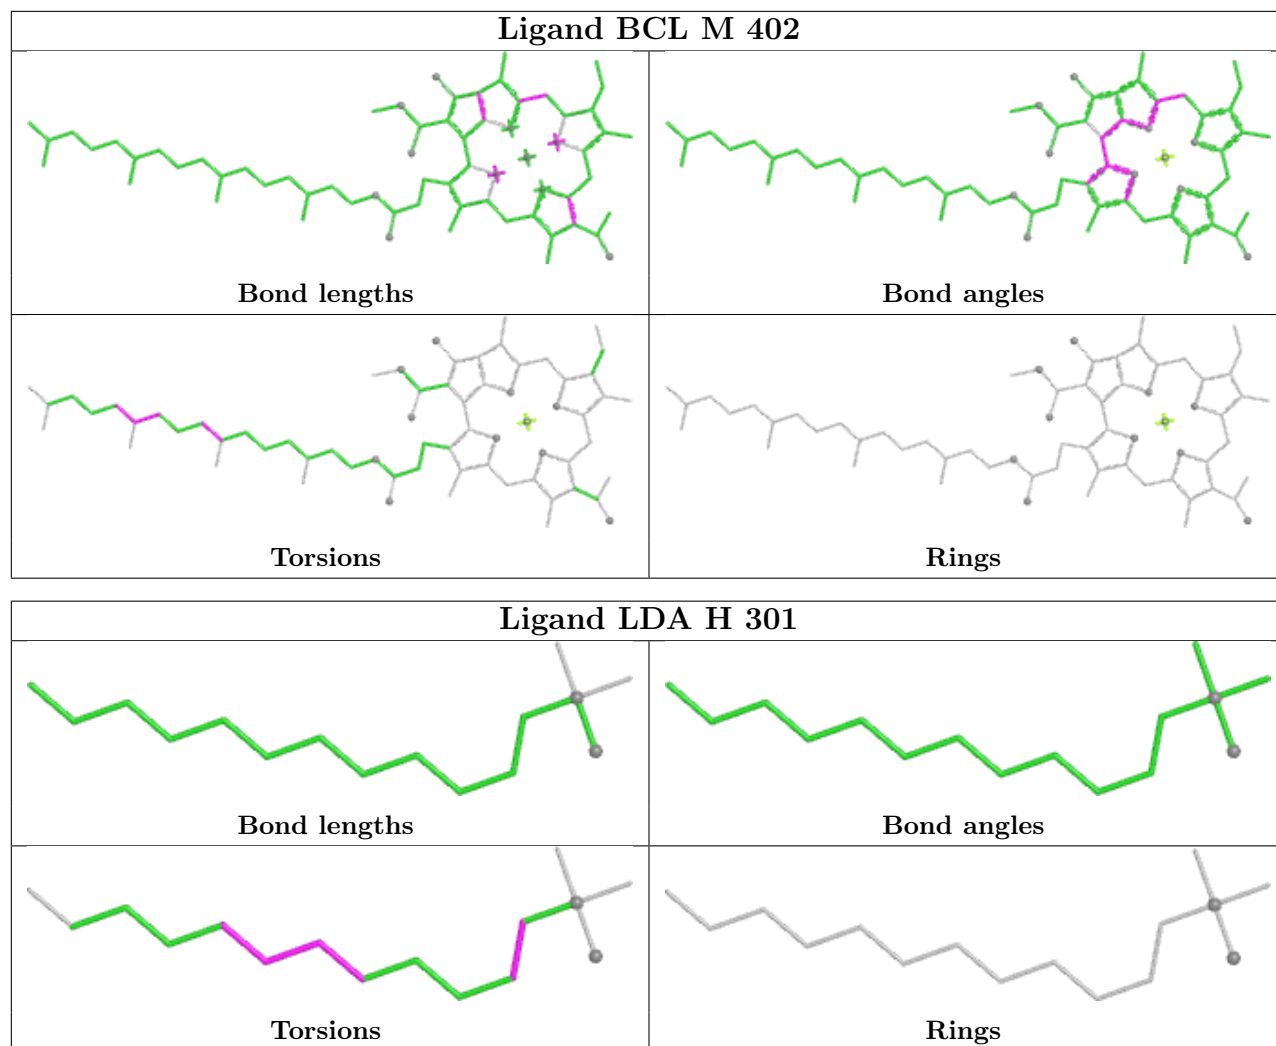 Ligand BCL M 402
Bond lengths
Bond angles
Torsions
Rings
Ligand LDA H 301
Bond lengths
Bond angles
Torsions
Rings